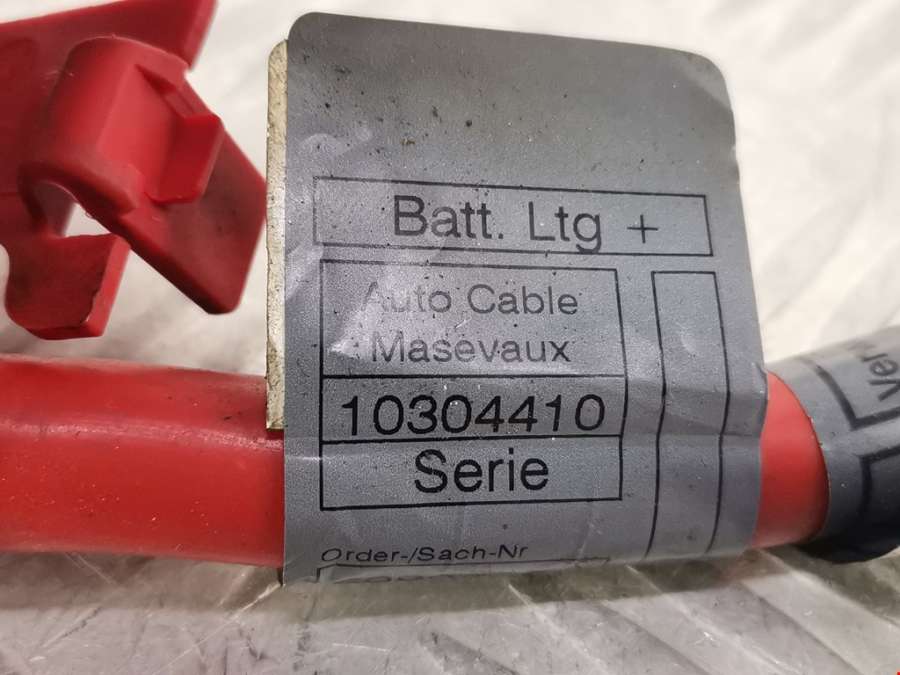 Batt. Ltg +
Auto Cable
Masevaux
10304410
Serie
Order-/Sach-Nr